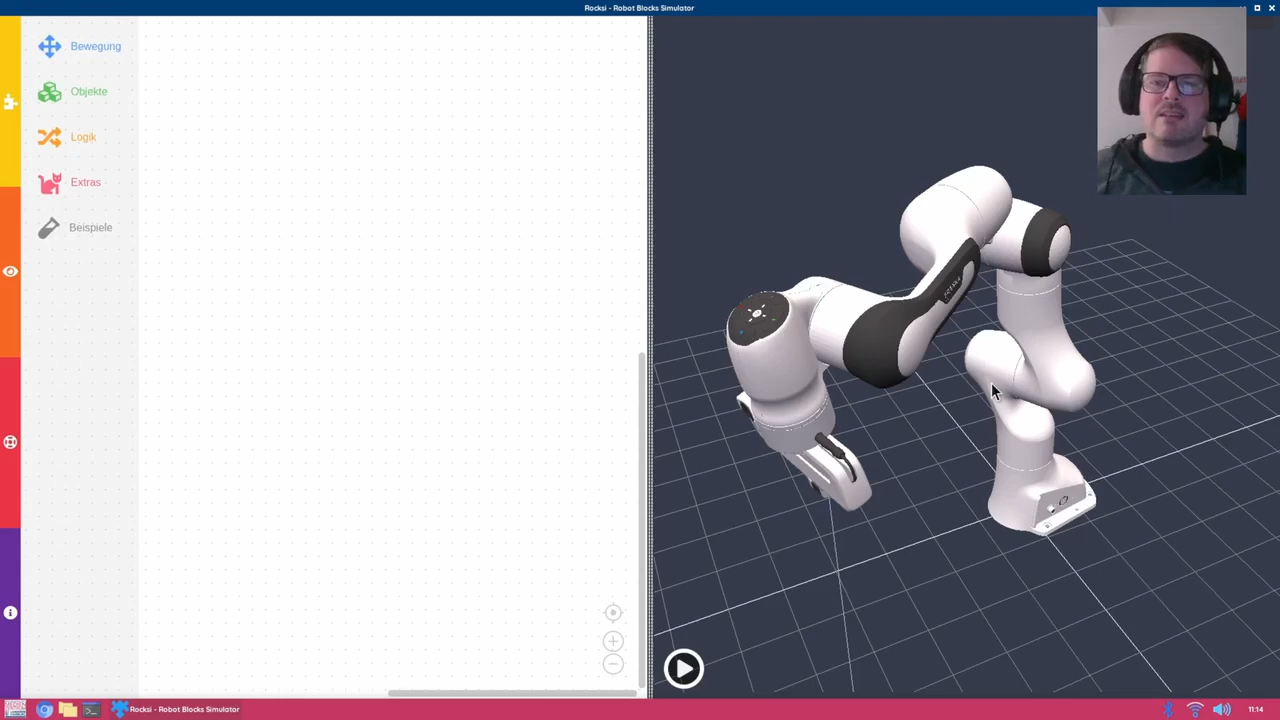 Rocksi - Robot Blocks Simulator
Bewegung
Objekte
Logik
Extras
Beispiele
Rocksi - Robot Blocks Simulator
11:14